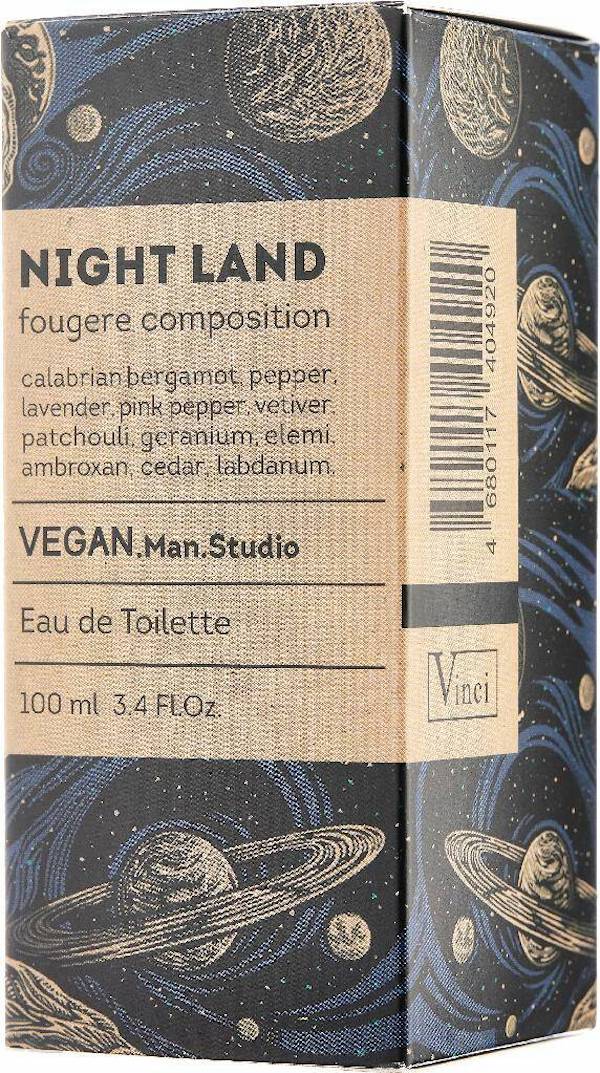 NIGHT LAND
fougere composition
calabrian bergamot, pepper,
lavender, pink pepper, vetiver,
patchouli, geranium, elemi,
ambroxan, cedar, labdanum.
VEGAN.Man.Studio
Eau de Toilette
100 ml 3.4 FL.Oz.
4 680117 404920
Vinci